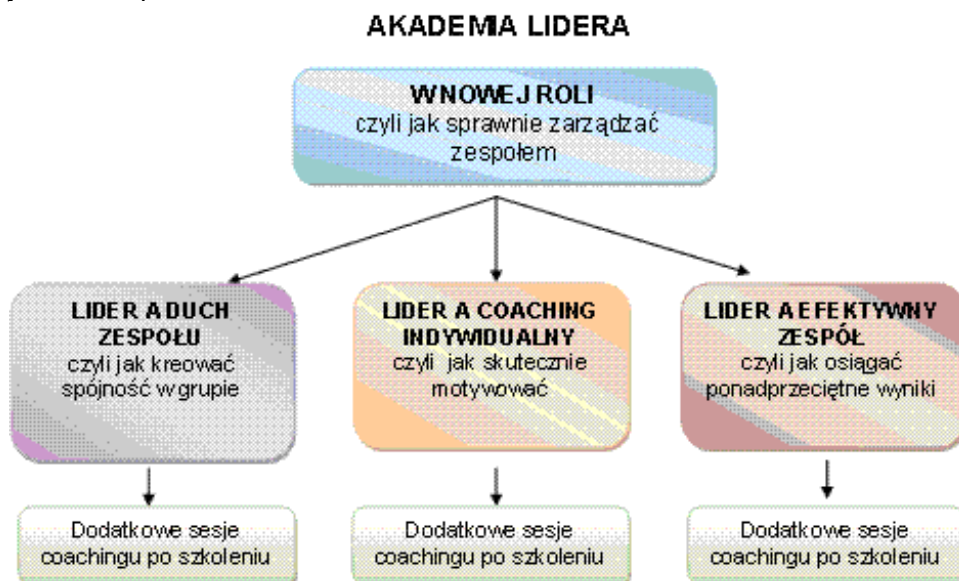 AKADEMIA LIDERA
W NOWEJ ROLI
czyli jak sprawnie zarządzać
zespołem
LIDER A DUCH
ZESPOŁU
czyli jak kreować
spójność w grupie
LIDER A COACHING
INDYWIDUALNY
czyli jak skutecznie
motywować
LIDER A EFEKTYWNY
ZESPÓŁ
czyli jak osiągać
ponadprzeciętne wyniki
Dodatkowe sesje
coachingu po szkoleniu
Dodatkowe sesje
coachingu po szkoleniu
Dodatkowe sesje
coachingu po szkoleniu